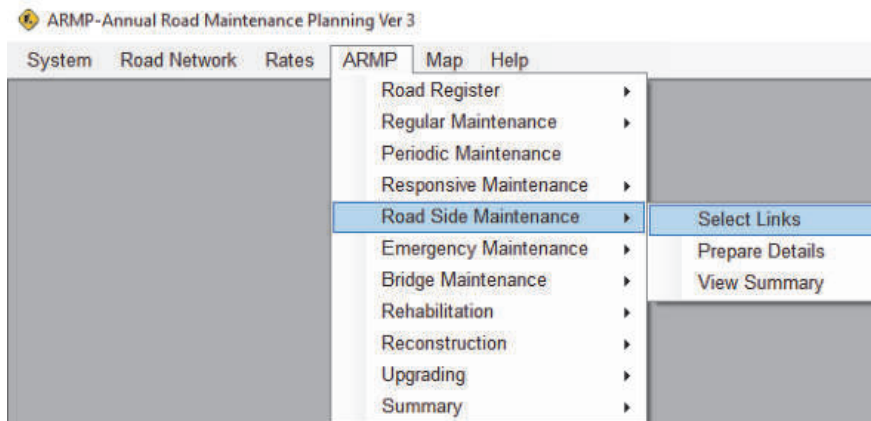 ARMP-Annual Road Maintenance Planning Ver 3
System Road Network Rates ARMP Map Help
Road Register
Regular Maintenance
Periodic Maintenance
Responsive Maintenance
Road Side Maintenance
Select Links
Emergency Maintenance
Prepare Details
Bridge Maintenance
View Summary
Rehabilitation
Reconstruction
Upgrading
Summary